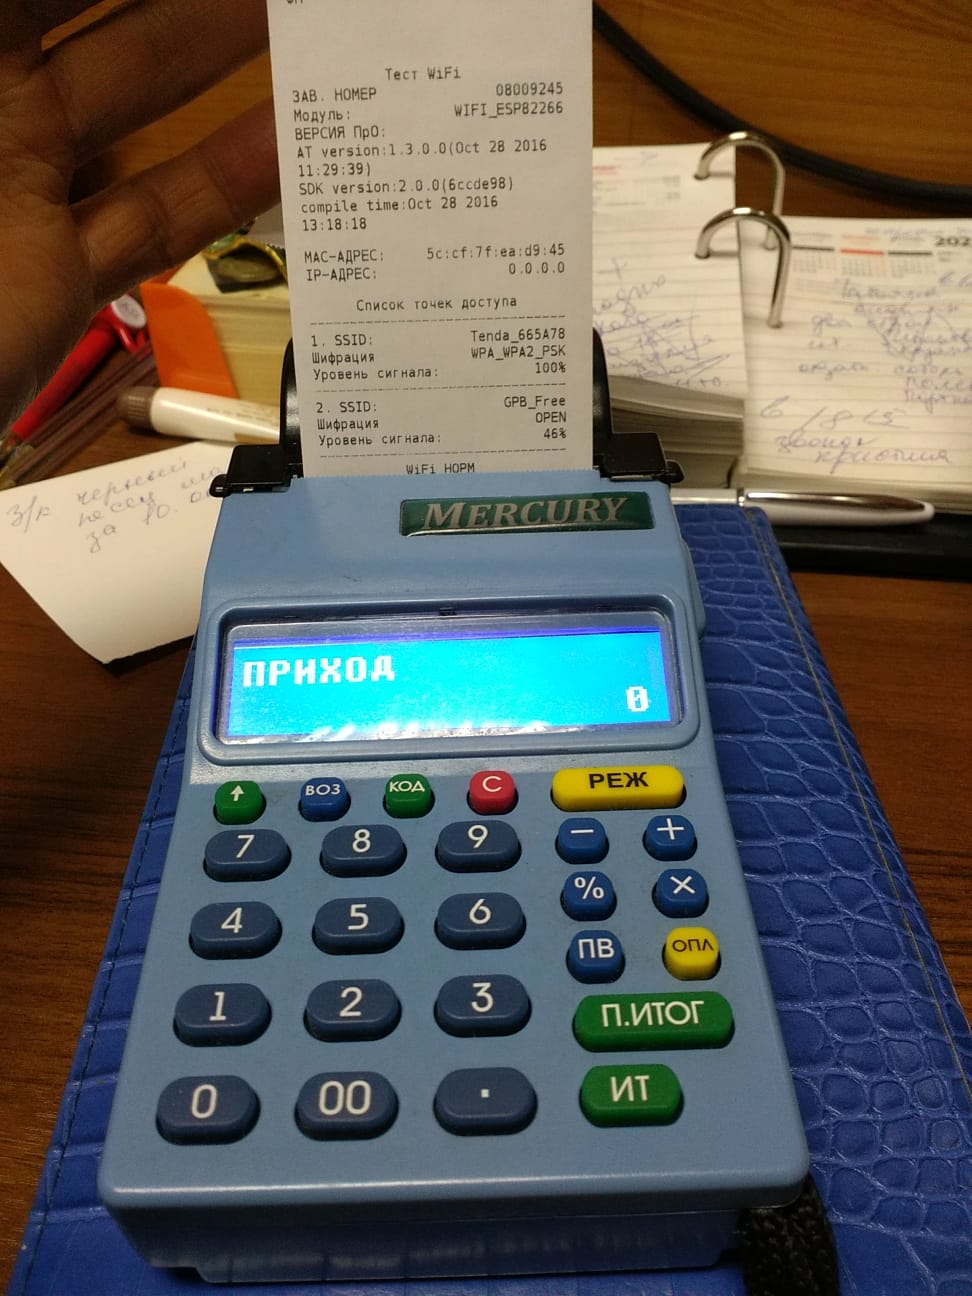 Тест WiFi
ЗАВ. НОМЕР 08009245
Модуль: WIFI_ESP82266
ВЕРСИЯ ПрО:
AT version:1.3.0.0(Oct 28 2016
11:29:39)
SDK version:2.0.0(6ccde98)
compile time:Oct 28 2016
13:18:18
MAC-АДРЕС: 5c:cf:7f:ea:d9:45
IP-АДРЕС: 0.0.0.0
Список точек доступа
1. SSID: Tenda_665A78
Шифрация WPA_WPA2_PSK
Уровень сигнала: 100%
2. SSID: GPB_Free
Шифрация OPEN
Уровень сигнала: 46%
WiFi НОРМ
MERCURY
ПРИХОД
0
↑ ВОЗ КОД С РЕЖ
7 8 9 − +
% ×
4 5 6
ПВ ОПЛ
1 2 3 П.ИТОГ
0 00 . ИТ
з/к черный
за 10.
звонок